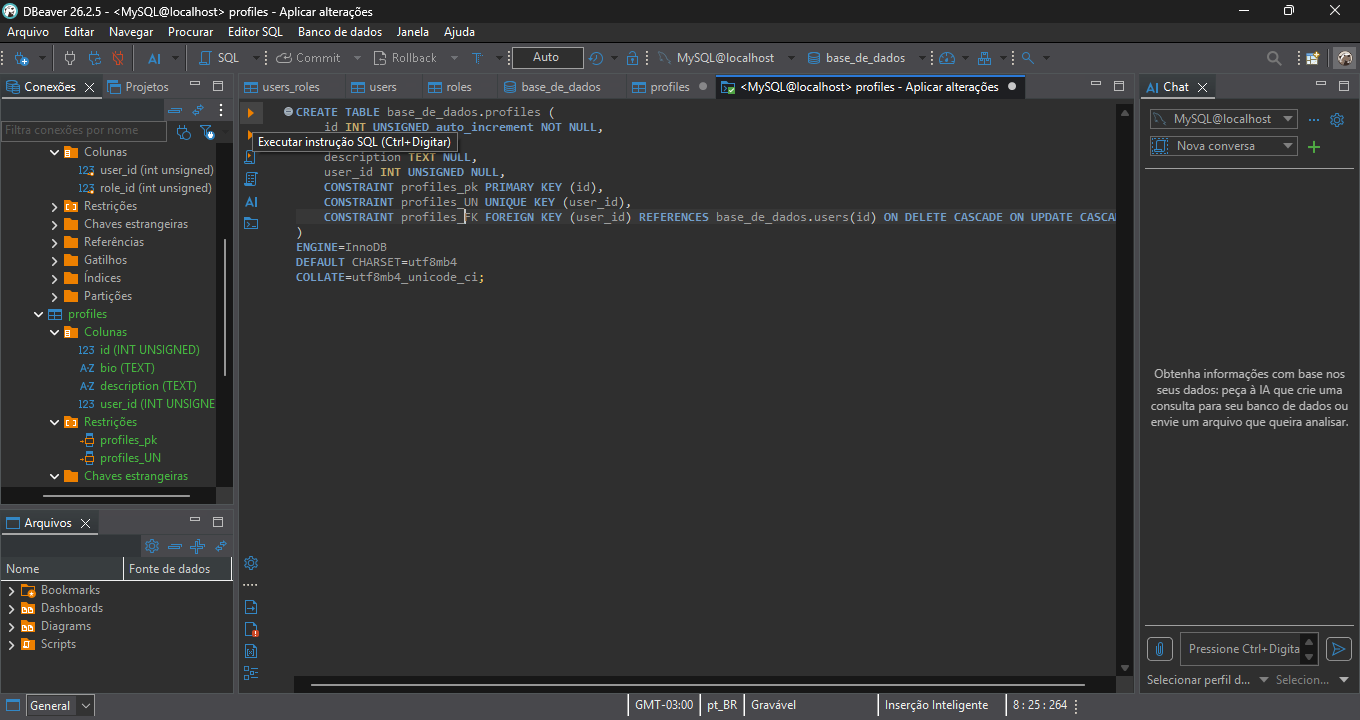 DBeaver 26.2.5 - <MySQL@localhost> profiles - Aplicar alterações
Arquivo Editar Navegar Procurar Editor SQL Banco de dados Janela Ajuda
AI SQL Commit Rollback T Auto MySQL@localhost base_de_dados
Conexões Projetos
Filtra conexões por nome
Colunas
123 user_id (int unsigned)
123 role_id (int unsigned)
Restrições
Chaves estrangeiras
Referências
Gatilhos
Índices
Partições
profiles
Colunas
123 id (INT UNSIGNED)
A-Z bio (TEXT)
A-Z description (TEXT)
123 user_id (INT UNSIGNE
Restrições
profiles_pk
profiles_UN
Chaves estrangeiras
Arquivos
Nome Fonte de dados
Bookmarks
Dashboards
Diagrams
Scripts
General
users_roles users roles base_de_dados profiles <MySQL@localhost> profiles - Aplicar alterações
CREATE TABLE base_de_dados.profiles (
id INT UNSIGNED auto_increment NOT NULL,
Executar instrução SQL (Ctrl+Digitar)
description TEXT NULL,
user_id INT UNSIGNED NULL,
CONSTRAINT profiles_pk PRIMARY KEY (id),
CONSTRAINT profiles_UN UNIQUE KEY (user_id),
CONSTRAINT profiles_FK FOREIGN KEY (user_id) REFERENCES base_de_dados.users(id) ON DELETE CASCADE ON UPDATE CASCA
)
ENGINE=InnoDB
DEFAULT CHARSET=utf8mb4
COLLATE=utf8mb4_unicode_ci;
AI
AI Chat
MySQL@localhost
Nova conversa
Obtenha informações com base nos
seus dados: peça à IA que crie uma
consulta para seu banco de dados ou
envie um arquivo que queira analisar.
Pressione Ctrl+Digita
Selecionar perfil d... Selecion...
GMT-03:00 pt_BR Gravável Inserção Inteligente 8 : 25 : 264